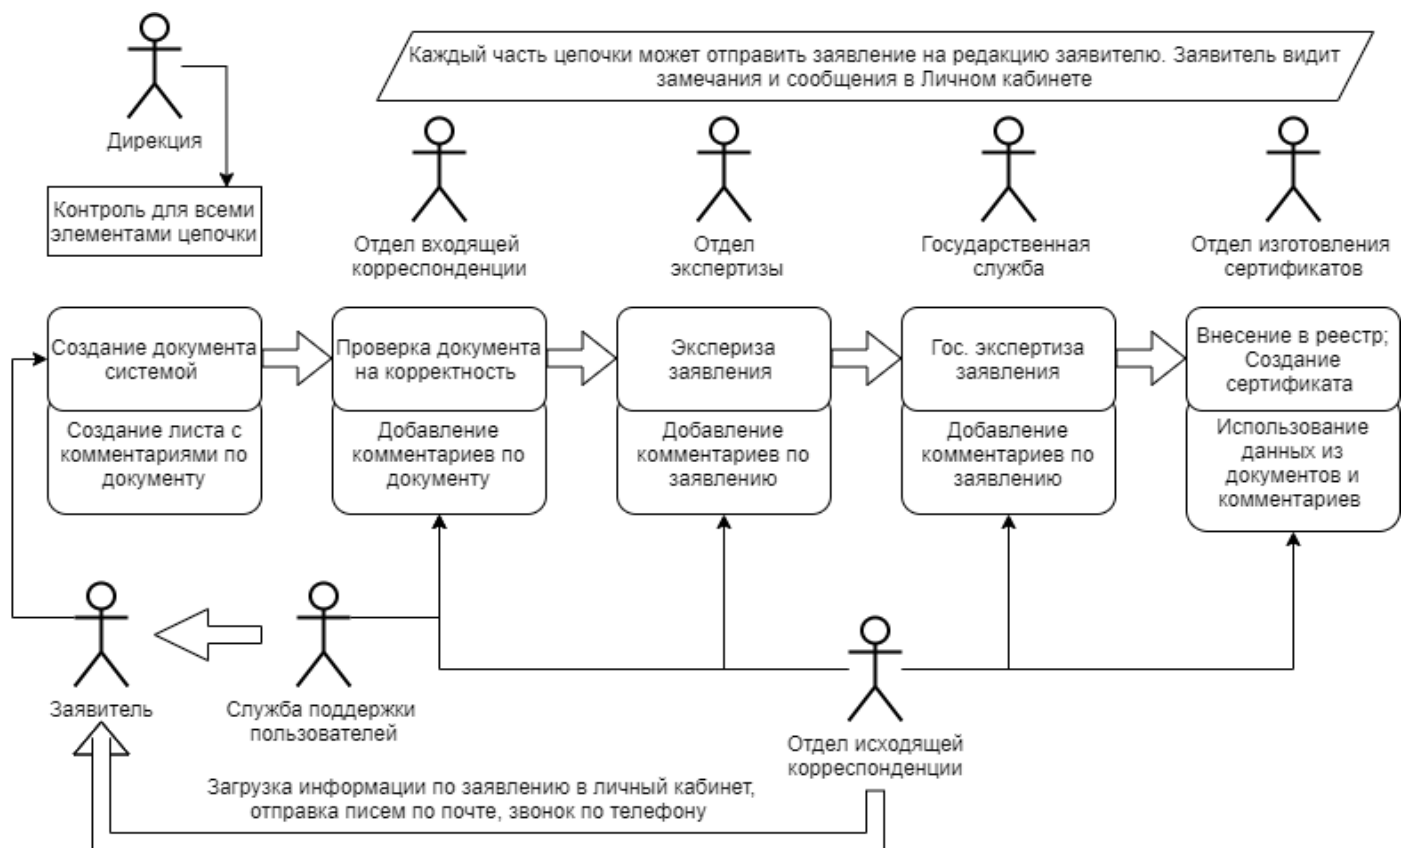 Каждый часть цепочки может отправить заявление на редакцию заявителю. Заявитель видит
замечания и сообщения в Личном кабинете
Дирекция
Контроль для всеми
элементами цепочки
Отдел входящей
корреспонденции
Отдел
экспертизы
Государственная
служба
Отдел изготовления
сертификатов
Создание документа
системой
Проверка документа
на корректность
Экспериза
заявления
Гос. экспертиза
заявления
Внесение в реестр;
Создание
сертификата
Создание листа с
комментариями по
документу
Добавление
комментариев по
документу
Добавление
комментариев по
заявлению
Добавление
комментариев по
заявлению
Использование
данных из
документов и
комментариев
Заявитель
Служба поддержки
пользователей
Отдел исходящей
корреспонденции
Загрузка информации по заявлению в личный кабинет,
отправка писем по почте, звонок по телефону